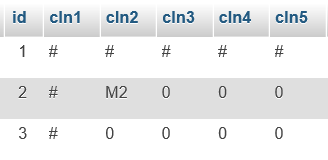 id cln1 cln2 cln3 cln4 cln5
1 # # # # #
2 # M2 0 0 0
3 # 0 0 0 0